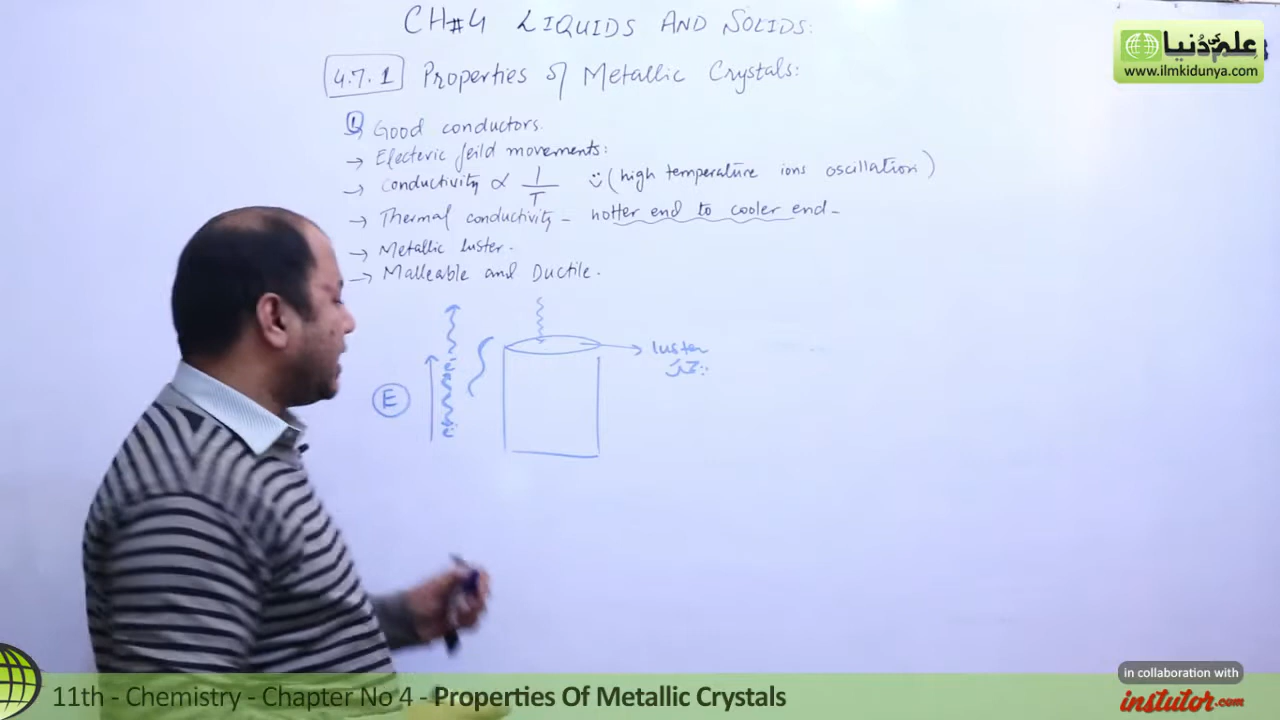 CH#4 LIQUIDS AND SOLIDS:
علم کی دنیا
www.ilmkidunya.com
4.7.1 Properties of Metallic Crystals:
① Good conductors.
→ Electeric feild movements:
→ Conductivity ∝ 1/T (high temperature ions oscillation)
→ Thermal conductivity - hotter end to cooler end-
→ Metallic luster.
→ Malleable and Ductile.
luster
E
in collaboration with
instutor.com
11th - Chemistry - Chapter No 4 - Properties Of Metallic Crystals